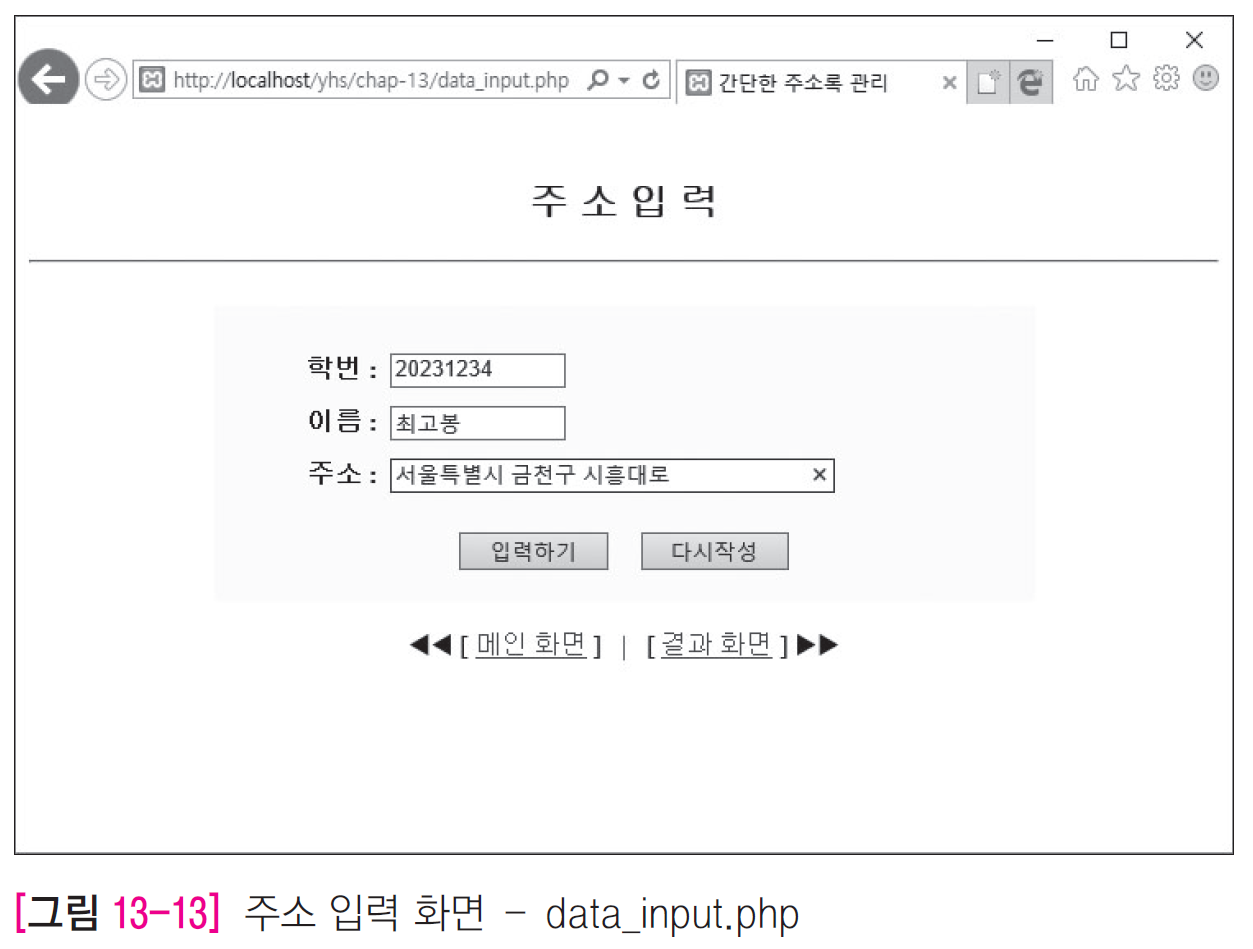 http://localhost/yhs/chap-13/data_input.php
간단한 주소록 관리
주 소 입 력
학번 : 20231234
이름 : 최고봉
주소 : 서울특별시 금천구 시흥대로
입력하기 다시작성
◀◀ [ 메인 화면 ] | [ 결과 화면 ] ▶▶
[그림 13-13] 주소 입력 화면 - data_input.php